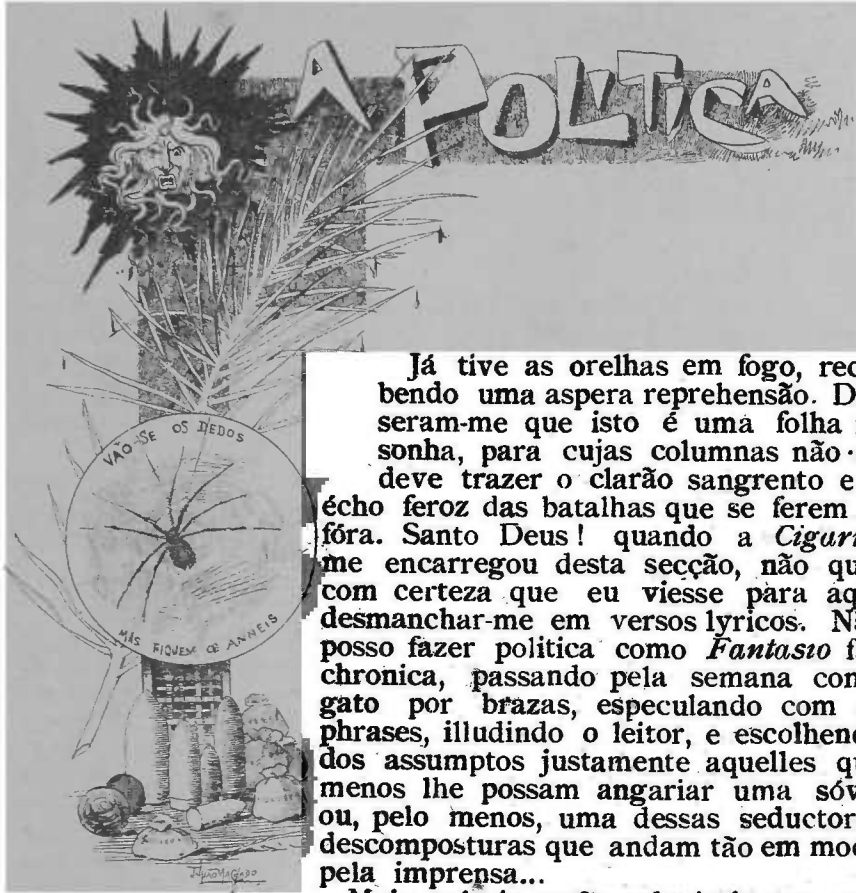 A POLITICA
VÃO-SE OS DEDOS
MAS FIQUEM OS ANNEIS
Já tive as orelhas em fogo, rec
bendo uma aspera reprehensão. D
seram-me que isto é uma folha
sonha, para cujas columnas não
deve trazer o clarão sangrento e
écho feroz das batalhas que se ferem
fóra. Santo Deus! quando a Cigarr
me encarregou desta secção, não qu
com certeza que eu viesse para aq
desmanchar-me em versos lyricos. N
posso fazer politica como Fantasio f
chronica, passando pela semana com
gato por brazas, especulando com
phrases, illudindo o leitor, e escolhend
dos assumptos justamente aquelles qu
menos lhe possam angariar uma sóv
ou, pelo menos, uma dessas seductor
descomposturas que andam tão em mod
pela imprensa...